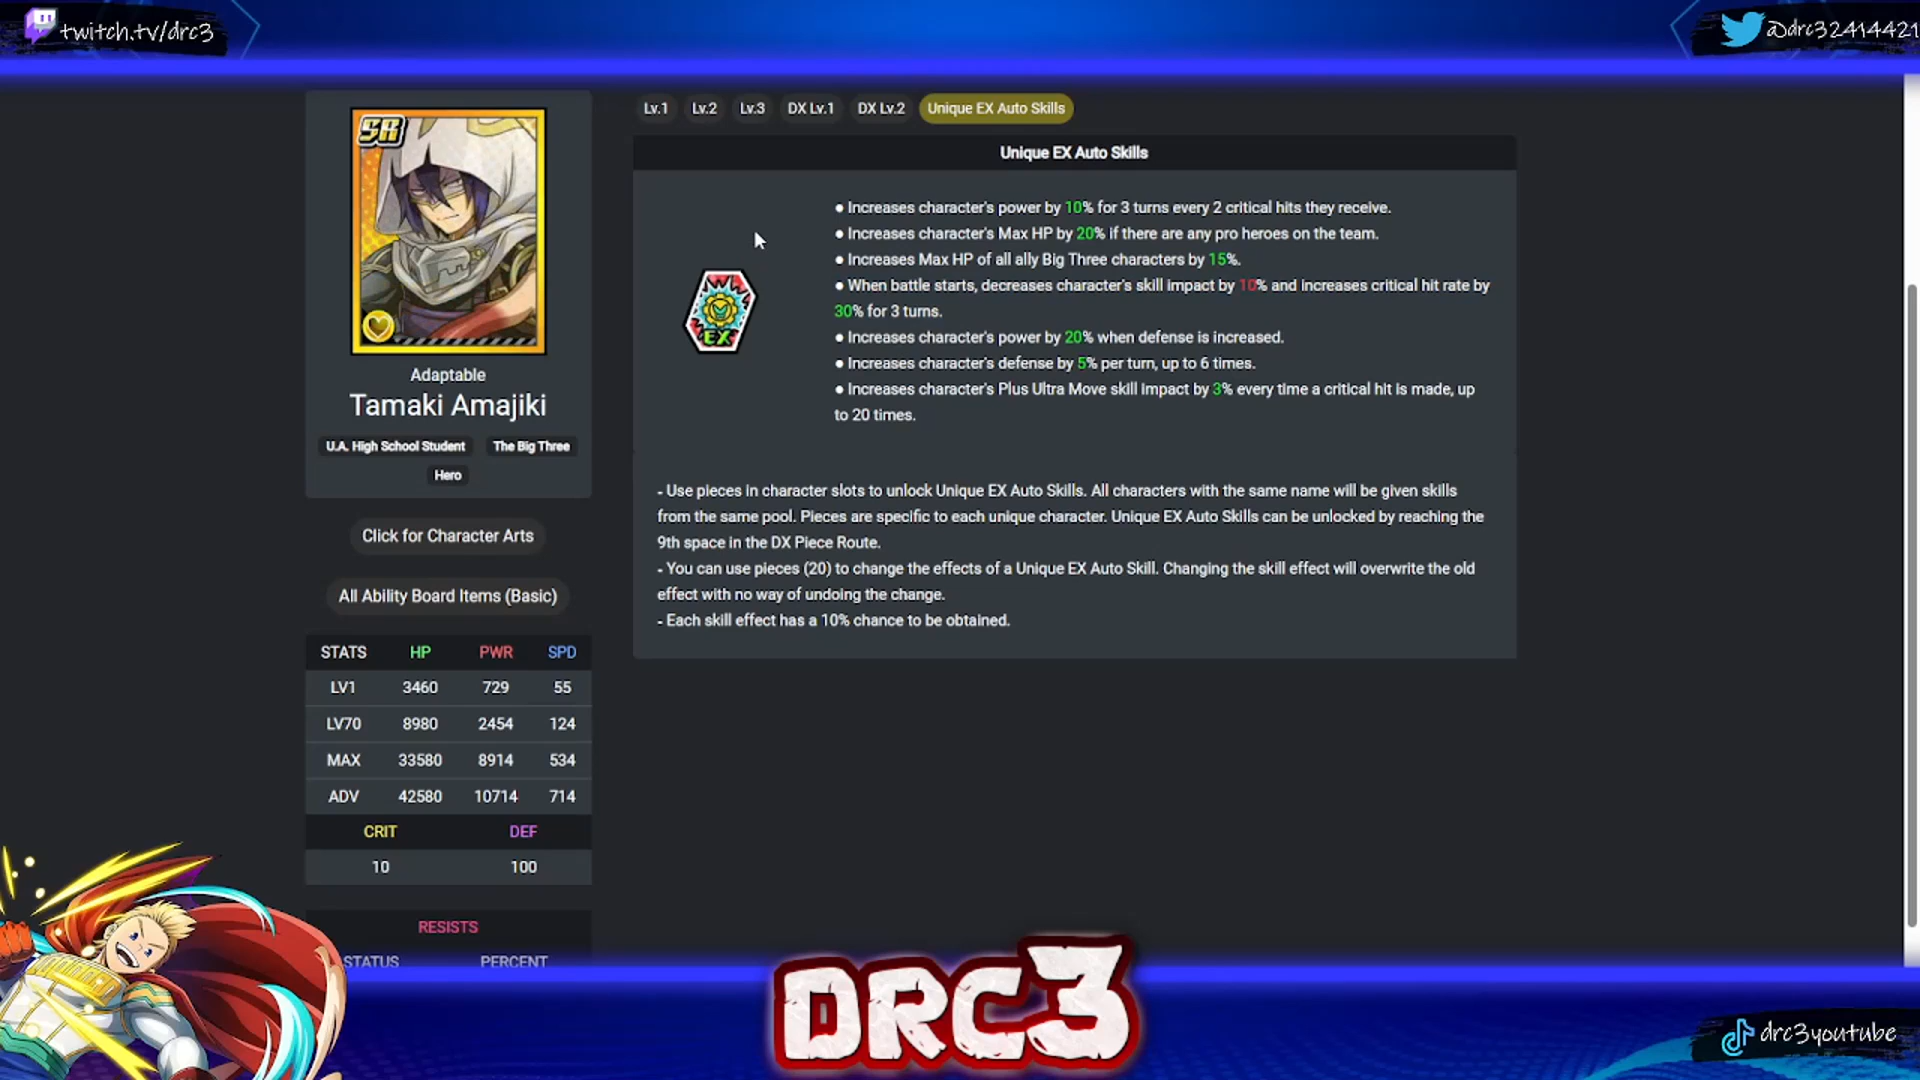 twitch.tv/drc3
@drc32414421
SR
Adaptable
Tamaki Amajiki
U.A. High School Student
The Big Three
Hero
Click for Character Arts
All Ability Board Items (Basic)
STATS HP PWR SPD
LV1 3460 729 55
LV70 8980 2454 124
MAX 33580 8914 534
ADV 42580 10714 714
CRIT DEF
10 100
RESISTS
STATUS PERCENT
Lv.1 Lv.2 Lv.3 DX Lv.1 DX Lv.2 Unique EX Auto Skills
Unique EX Auto Skills
EX
● Increases character's power by 10% for 3 turns every 2 critical hits they receive.
● Increases character's Max HP by 20% if there are any pro heroes on the team.
● Increases Max HP of all ally Big Three characters by 15%.
● When battle starts, decreases character's skill impact by 10% and increases critical hit rate by
30% for 3 turns.
● Increases character's power by 20% when defense is increased.
● Increases character's defense by 5% per turn, up to 6 times.
● Increases character's Plus Ultra Move skill impact by 3% every time a critical hit is made, up
to 20 times.
- Use pieces in character slots to unlock Unique EX Auto Skills. All characters with the same name will be given skills
from the same pool. Pieces are specific to each unique character. Unique EX Auto Skills can be unlocked by reaching the
9th space in the DX Piece Route.
- You can use pieces (20) to change the effects of a Unique EX Auto Skill. Changing the skill effect will overwrite the old
effect with no way of undoing the change.
- Each skill effect has a 10% chance to be obtained.
DRC3
drc3youtube